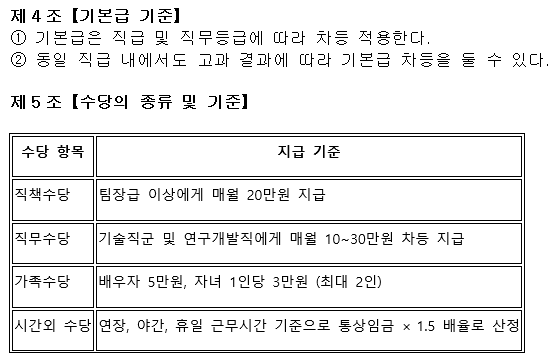 제 4 조 【기본급 기준】
① 기본급은 직급 및 직무등급에 따라 차등 적용한다.
② 동일 직급 내에서도 고과 결과에 따라 기본급 차등을 둘 수 있다.
제 5 조 【수당의 종류 및 기준】
수당 항목 지급 기준
직책수당 팀장급 이상에게 매월 20만원 지급
직무수당 기술직군 및 연구개발직에게 매월 10~30만원 차등 지급
가족수당 배우자 5만원, 자녀 1인당 3만원 (최대 2인)
시간외 수당 연장, 야간, 휴일 근무시간 기준으로 통상임금 × 1.5 배율로 산정